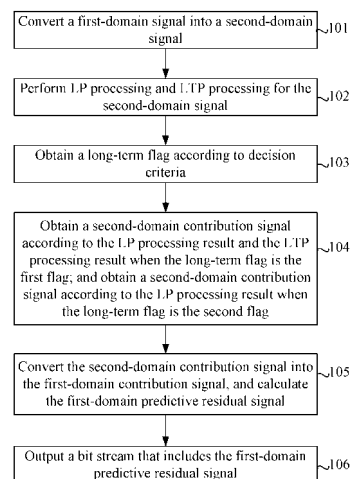 Convert a first-domain signal into a second-domain
signal
101
Perform LP processing and LTP processing for the
second-domain signal
102
Obtain a long-term flag according to decision
criteria
103
Obtain a second-domain contribution signal
according to the LP processing result and the LTP
processing result when the long-term flag is the
first flag; and obtain a second-domain contribution
signal according to the LP processing result when
the long-term flag is the second flag
104
Convert the second-domain contribution signal into
the first-domain contribution signal, and calculate
the first-domain predictive residual signal
105
Output a bit stream that includes the first-domain
predictive residual signal
106